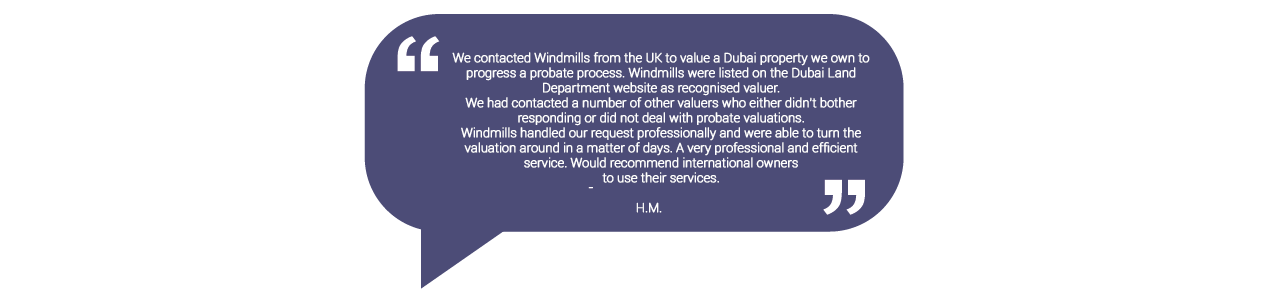 “
We contacted Windmills from the UK to value a Dubai property we own to
progress a probate process. Windmills were listed on the Dubai Land
Department website as recognised valuer.
We had contacted a number of other valuers who either didn't bother
responding or did not deal with probate valuations.
Windmills handled our request professionally and were able to turn the
valuation around in a matter of days. A very professional and efficient
service. Would recommend international owners
to use their services.
-
”
H.M.